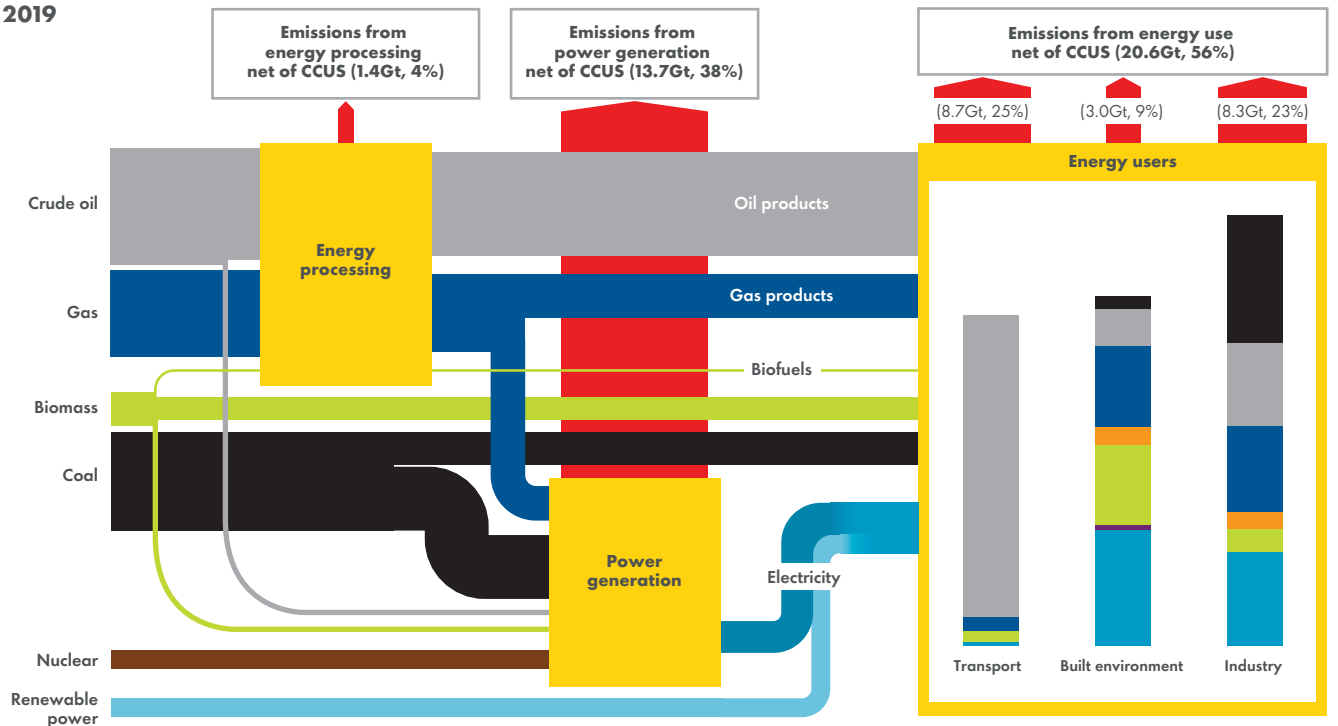 2019
Emissions from
energy processing
net of CCUS (1.4Gt, 4%)
Emissions from
power generation
net of CCUS (13.7Gt, 38%)
Emissions from energy use
net of CCUS (20.6Gt, 56%)
(8.7Gt, 25%)
(3.0Gt, 9%)
(8.3Gt, 23%)
Energy users
Crude oil
Oil products
Energy
processing
Gas
Gas products
Biofuels
Biomass
Coal
Power
generation
Electricity
Nuclear
Renewable
power
Transport
Built environment
Industry